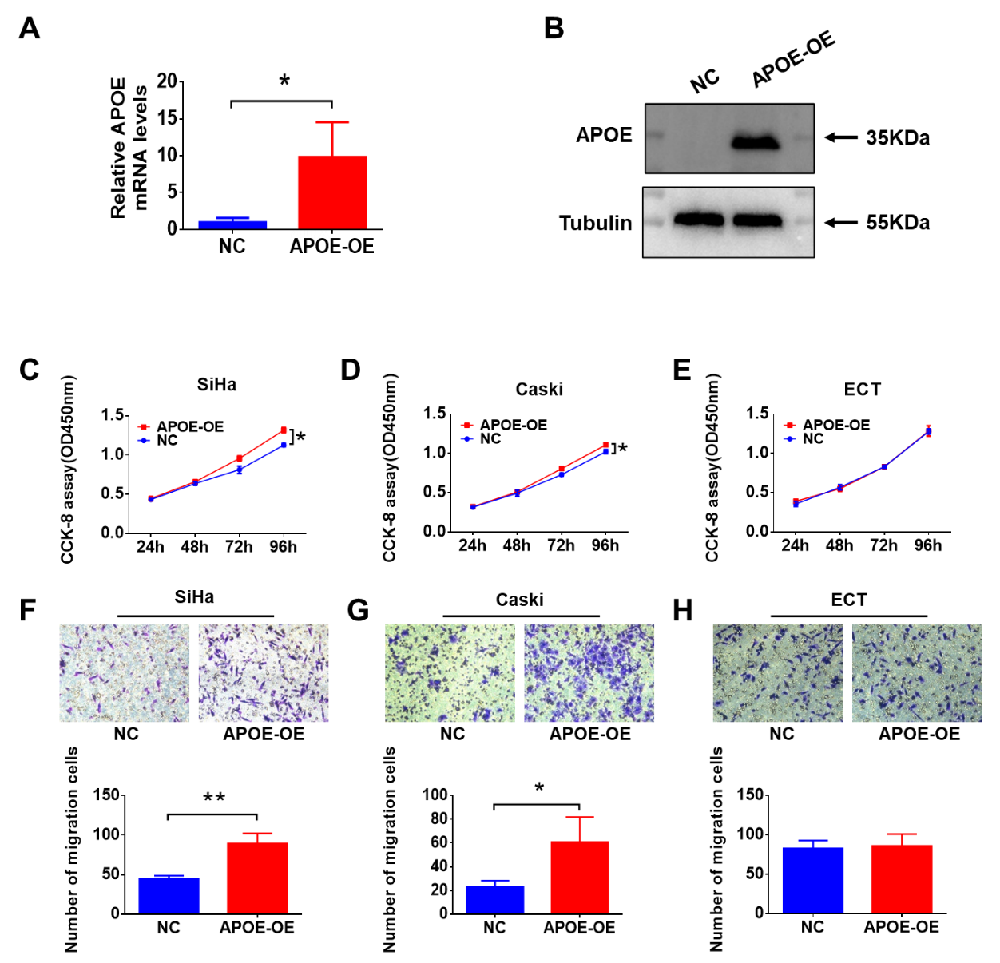 A
Relative APOE
mRNA levels
20
15
10
5
0
*
NC
APOE-OE
B
NC
APOE-OE
APOE
35KDa
Tubulin
55KDa
C
SiHa
CCK-8 assay(OD450nm)
1.5
1.0
0.5
0.0
APOE-OE
NC
*
24h 48h 72h 96h
D
Caski
CCK-8 assay(OD450nm)
1.5
1.0
0.5
0.0
APOE-OE
NC
*
24h 48h 72h 96h
E
ECT
CCK-8 assay(OD450nm)
1.5
1.0
0.5
0.0
APOE-OE
NC
24h 48h 72h 96h
F
SiHa
NC
APOE-OE
Number of migration cells
150
100
50
0
**
NC
APOE-OE
G
Caski
NC
APOE-OE
Number of migration cells
100
80
60
40
20
0
*
NC
APOE-OE
H
ECT
NC
APOE-OE
Number of migration cells
150
100
50
0
NC
APOE-OE